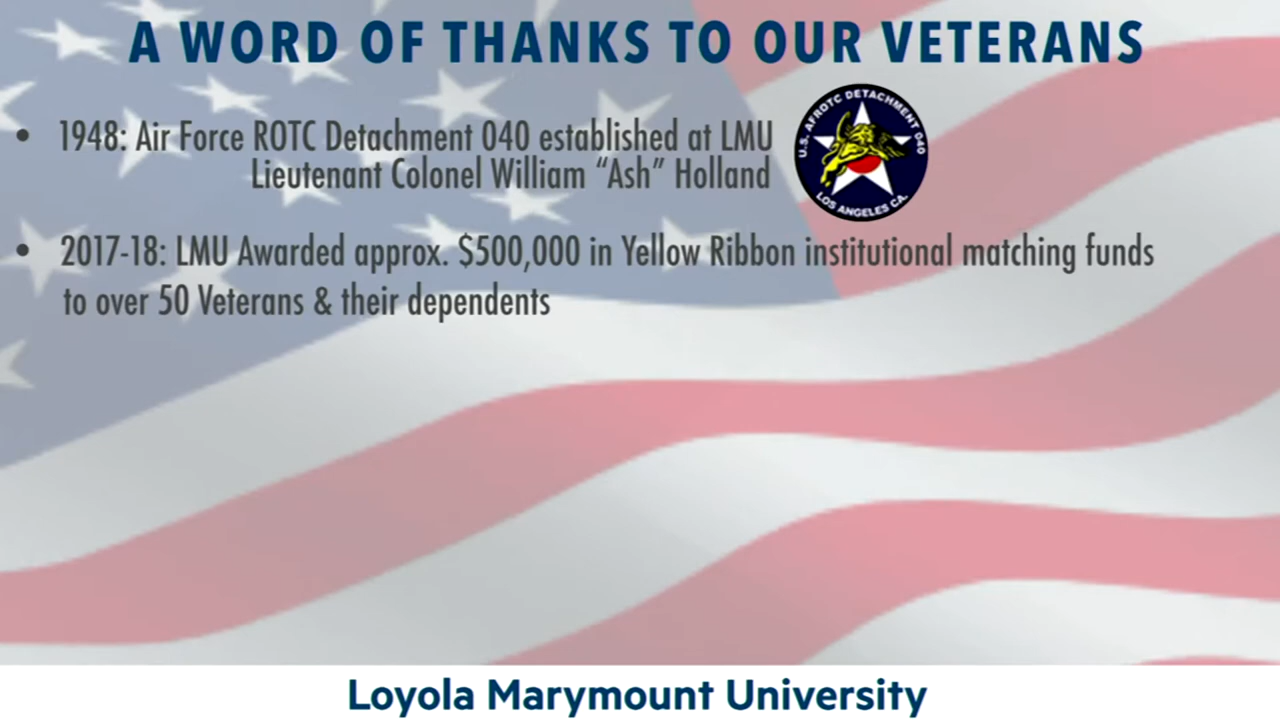 A WORD OF THANKS TO OUR VETERANS
• 1948: Air Force ROTC Detachment 040 established at LMU
Lieutenant Colonel William “Ash” Holland
U.S. AFROTC DETACHMENT 040
LOS ANGELES CA.
• 2017-18: LMU Awarded approx. $500,000 in Yellow Ribbon institutional matching funds
to over 50 Veterans & their dependents
Loyola Marymount University